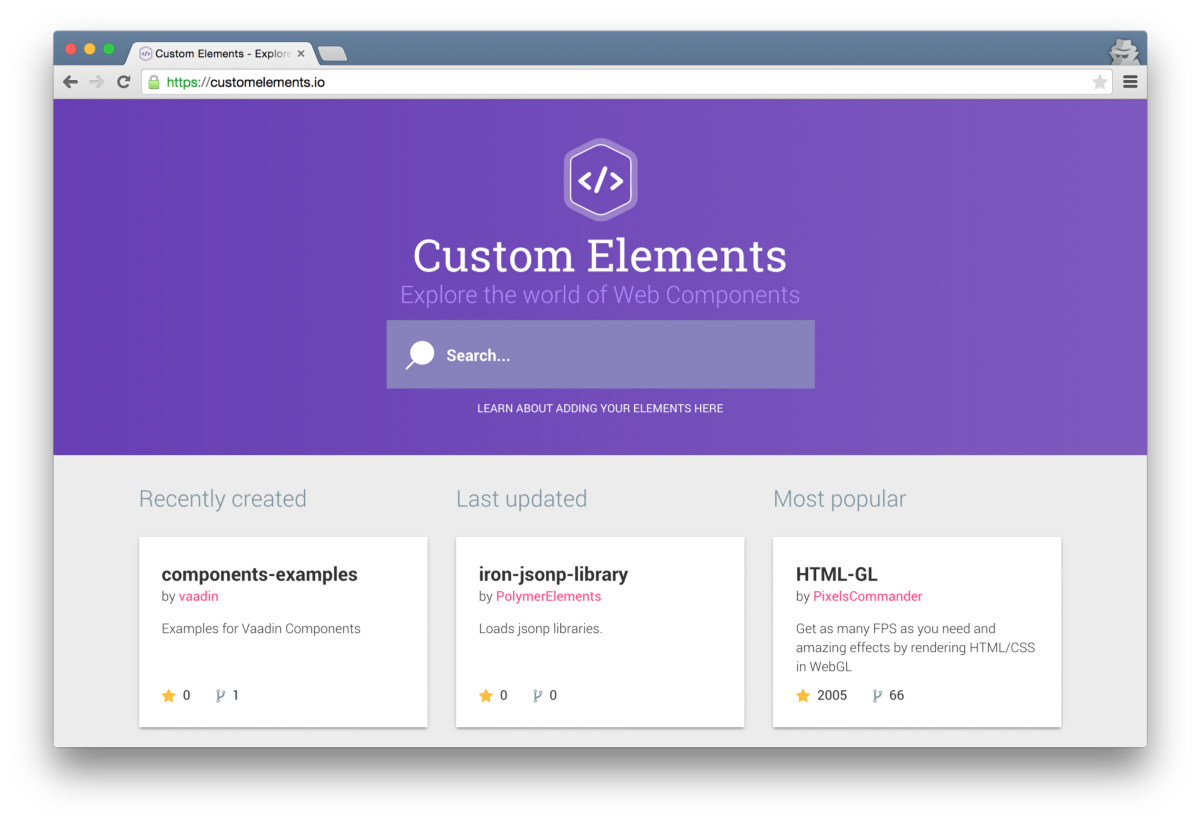 Custom Elements - Explore
https://customelements.io
</>
Custom Elements
Explore the world of Web Components
Search...
LEARN ABOUT ADDING YOUR ELEMENTS HERE
Recently created
components-examples
by vaadin
Examples for Vaadin Components
0 1
Last updated
iron-jsonp-library
by PolymerElements
Loads jsonp libraries.
0 0
Most popular
HTML-GL
by PixelsCommander
Get as many FPS as you need and
amazing effects by rendering HTML/CSS
in WebGL
2005 66